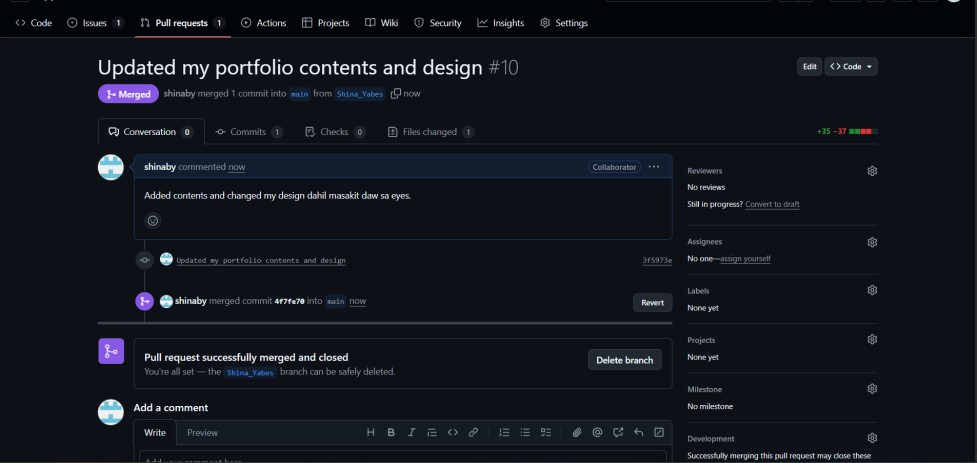 Code Issues 1 Pull requests 1 Actions Projects Wiki Security Insights Settings
Updated my portfolio contents and design #10
Edit Code
Merged shinaby merged 1 commit into main from Shina_Yabes now
Conversation 0 Commits 1 Checks 0 Files changed 1 +35 −37
shinaby commented now Collaborator
Added contents and changed my design dahil masakit daw sa eyes.
Updated my portfolio contents and design 3f5973e
shinaby merged commit 4f7fe70 into main now Revert
Pull request successfully merged and closed
You're all set — the Shina_Yabes branch can be safely deleted.
Delete branch
Add a comment
Write Preview
Add your comment here...
Reviewers
No reviews
Still in progress? Convert to draft
Assignees
No one—assign yourself
Labels
None yet
Projects
None yet
Milestone
No milestone
Development
Successfully merging this pull request may close these